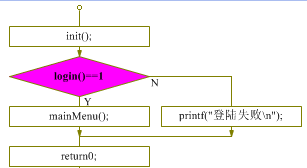 init();
login()==1
N
Y
mainMenu();
printf("登陆失败\n");
return0;